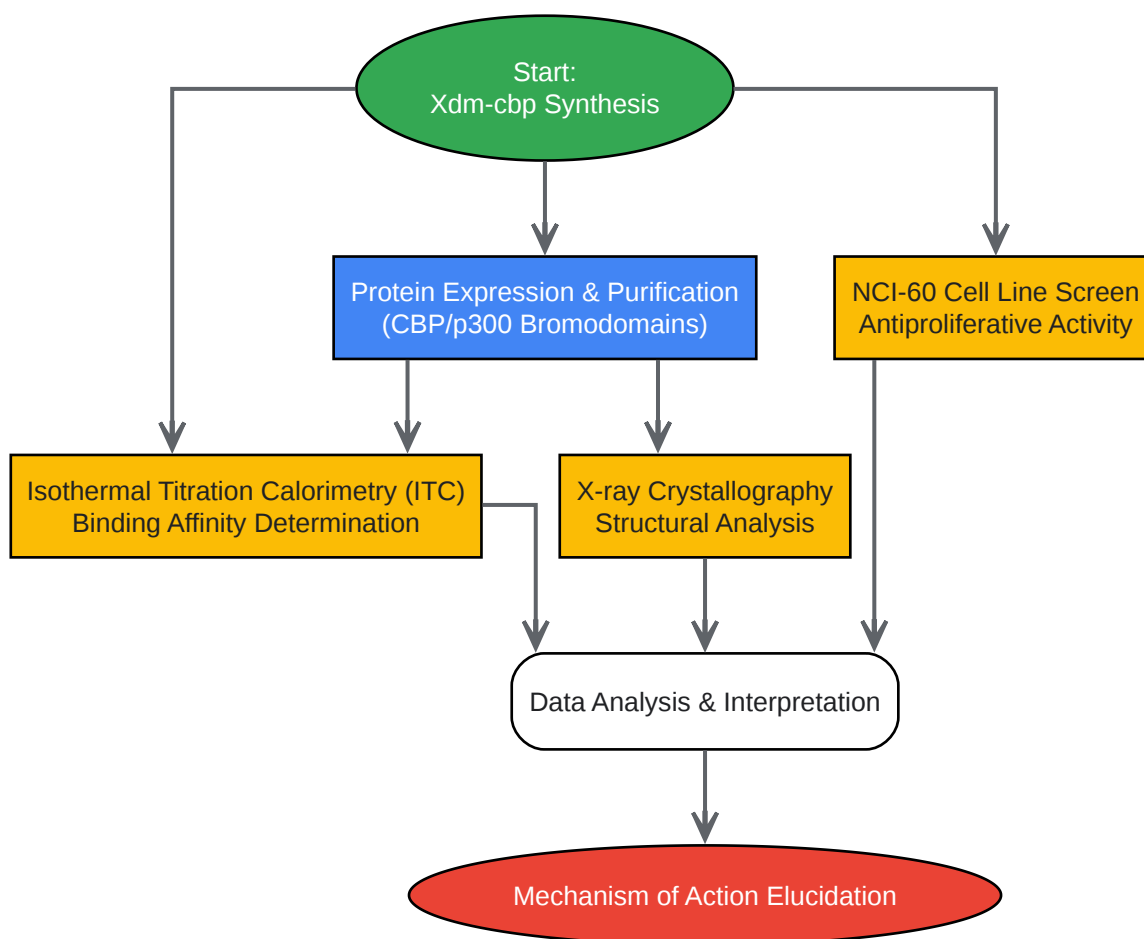 Start:
Xdm-cbp Synthesis
Protein Expression & Purification
(CBP/p300 Bromodomains)
NCI-60 Cell Line Screen
Antiproliferative Activity
Isothermal Titration Calorimetry (ITC)
Binding Affinity Determination
X-ray Crystallography
Structural Analysis
Data Analysis & Interpretation
Mechanism of Action Elucidation